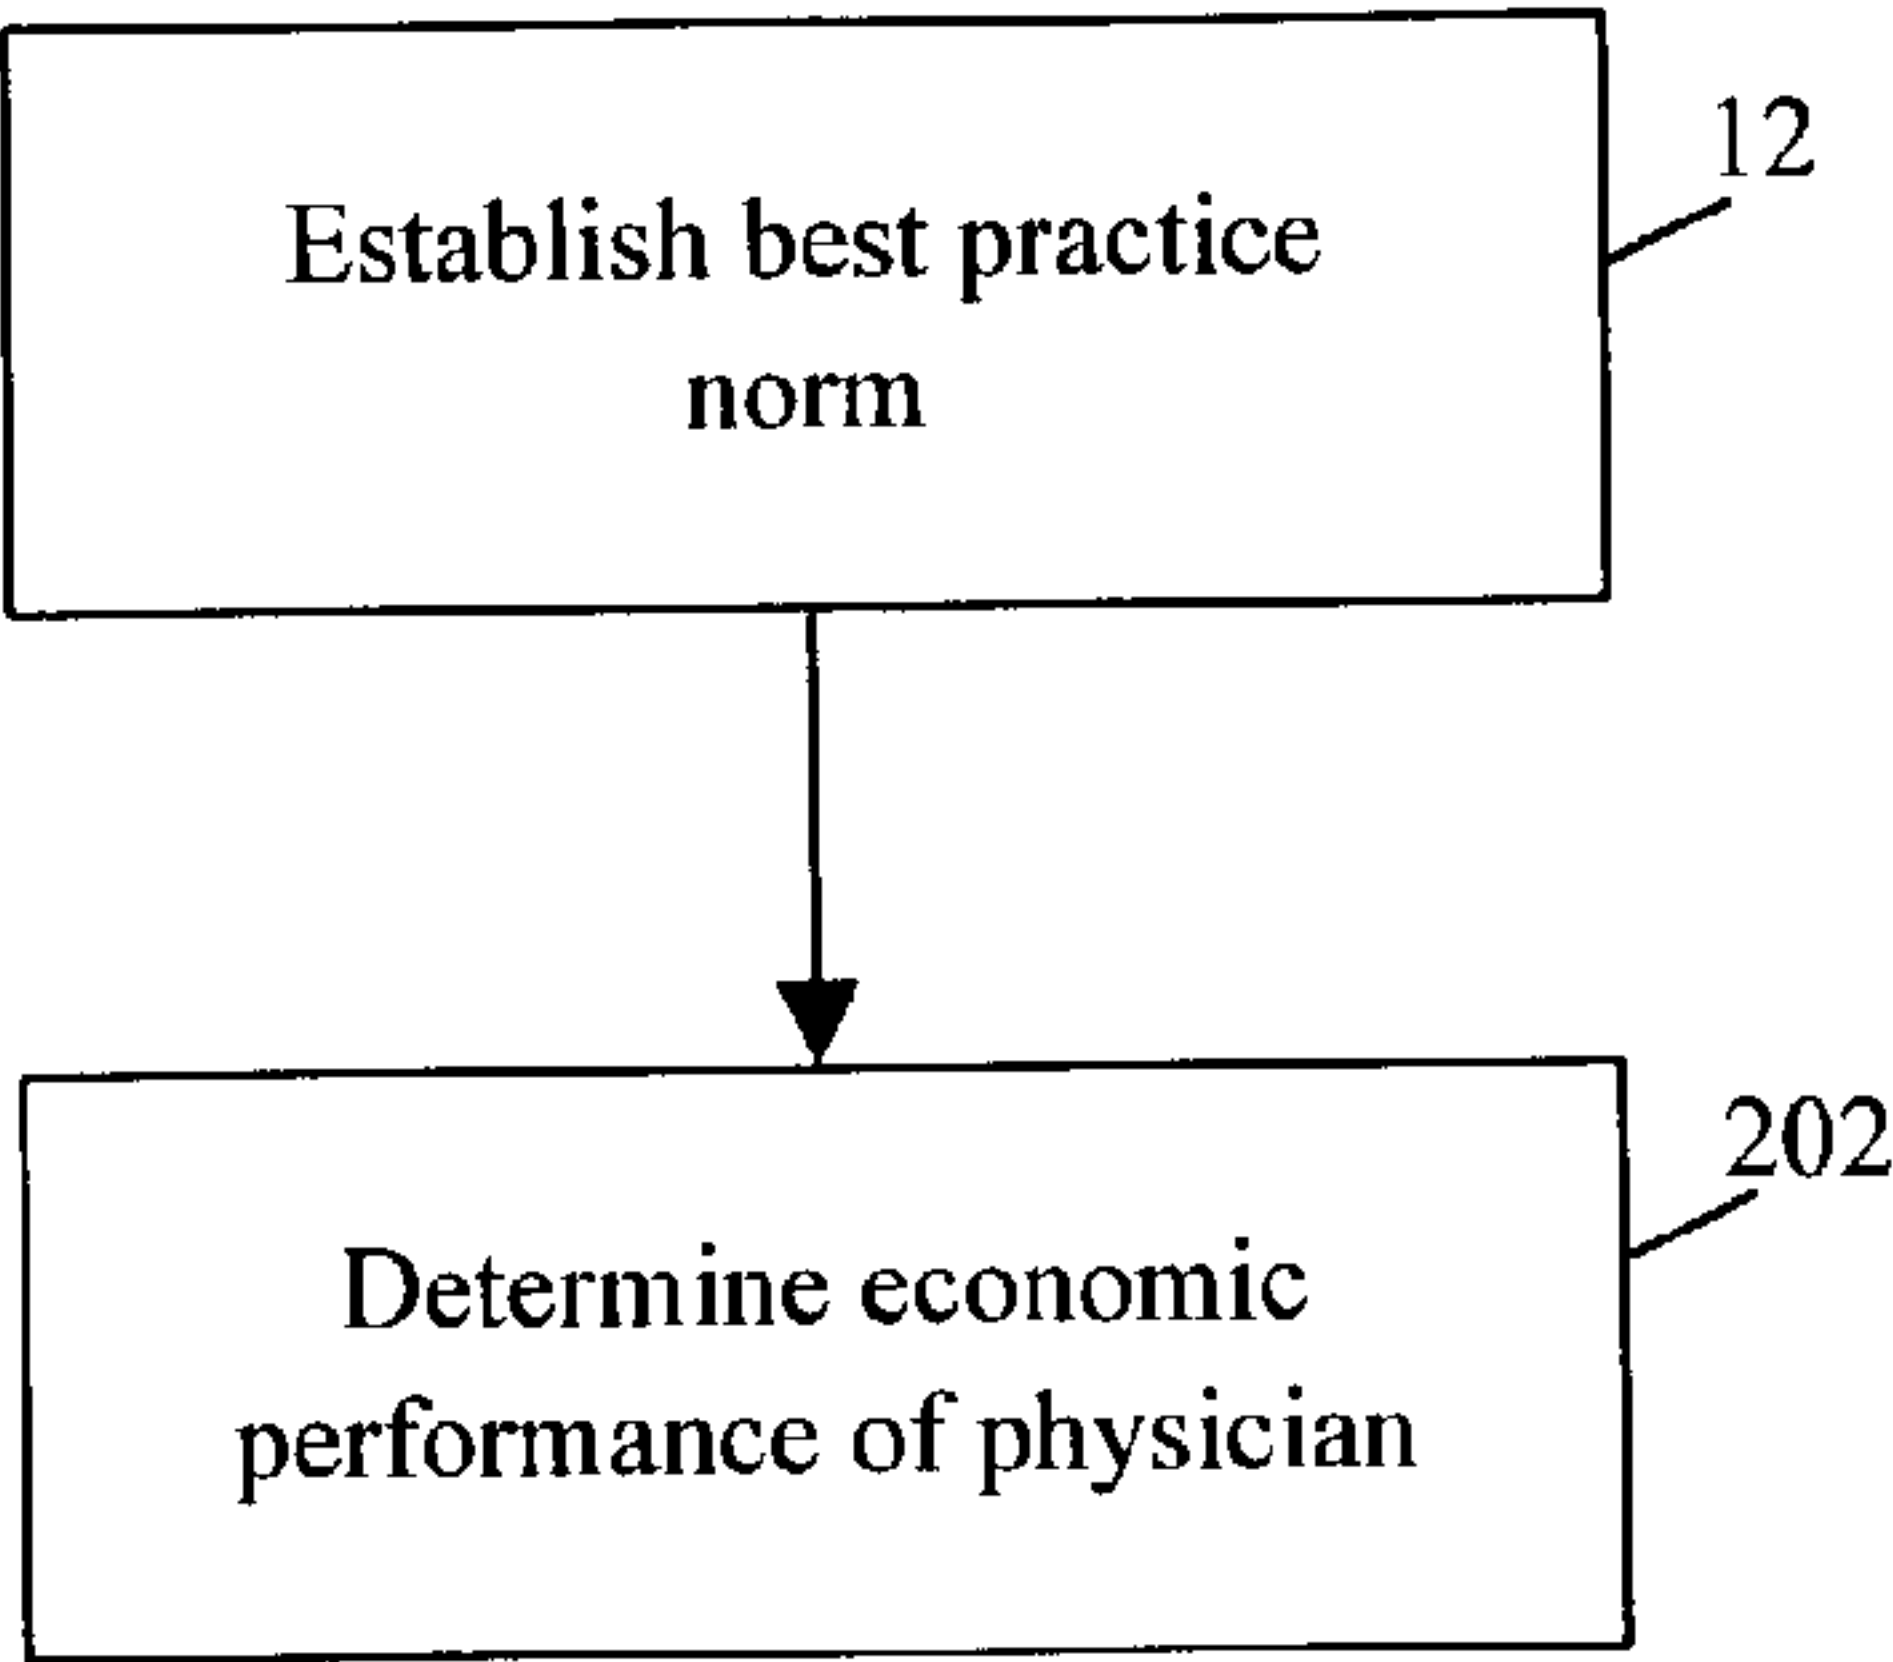 12
Establish best practice
norm
202
Determine economic
performance of physician